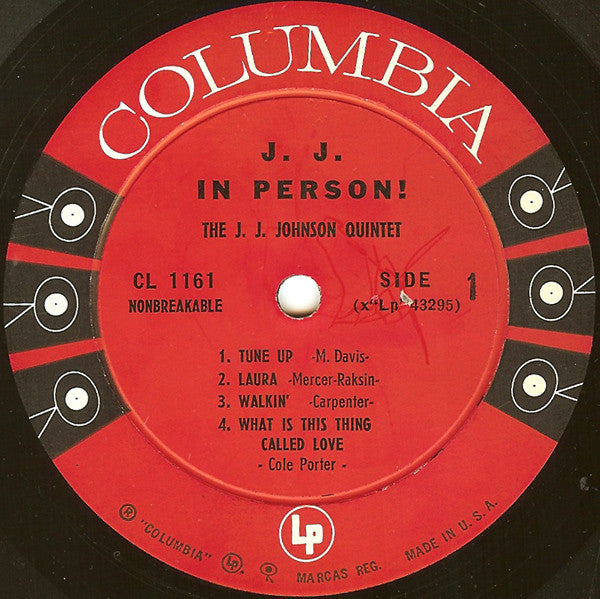 COLUMBIA
J. J.
IN PERSON!
THE J. J. JOHNSON QUINTET
CL 1161
NONBREAKABLE
SIDE 1
(x"Lp"43295)
1. TUNE UP -M. Davis-
2. LAURA -Mercer-Raksin-
3. WALKIN' -Carpenter-
4. WHAT IS THIS THING
CALLED LOVE
- Cole Porter -
Lp
® "COLUMBIA" Lp MARCAS REG. MADE IN U. S. A.